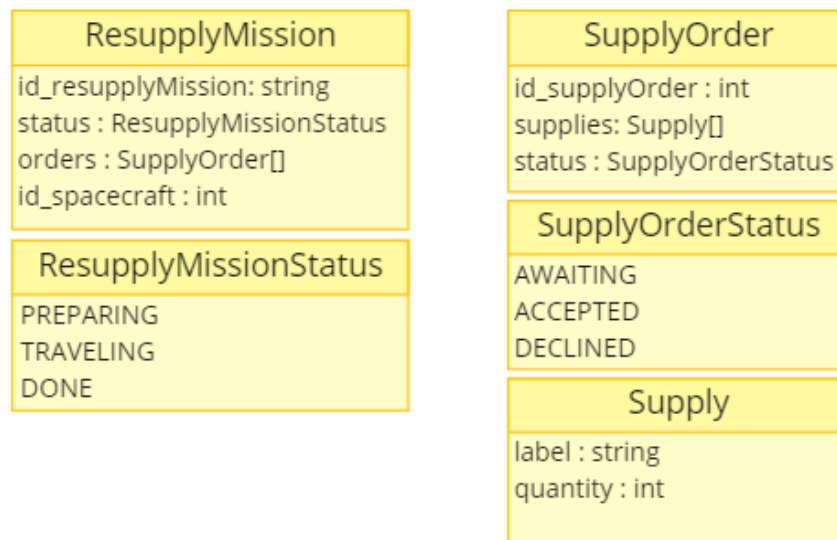 ResupplyMission
id_resupplyMission: string
status : ResupplyMissionStatus
orders : SupplyOrder[]
id_spacecraft : int
ResupplyMissionStatus
PREPARING
TRAVELING
DONE
SupplyOrder
id_supplyOrder : int
supplies: Supply[]
status : SupplyOrderStatus
SupplyOrderStatus
AWAITING
ACCEPTED
DECLINED
Supply
label : string
quantity : int